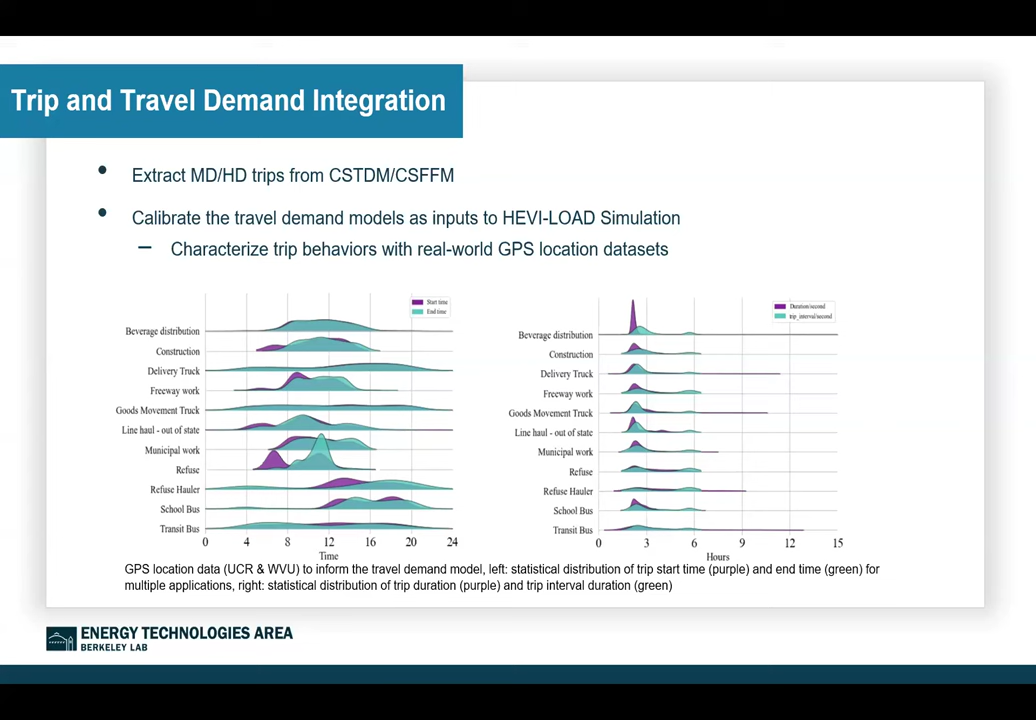 Trip and Travel Demand Integration
• Extract MD/HD trips from CSTDM/CSFFM
• Calibrate the travel demand models as inputs to HEVI-LOAD Simulation
– Characterize trip behaviors with real-world GPS location datasets
Start time
End time
Beverage distribution
Construction
Delivery Truck
Freeway work
Goods Movement Truck
Line haul - out of state
Municipal work
Refuse
Refuse Hauler
School Bus
Transit Bus
0 4 8 12 16 20 24
Time
Duration/second
trip_interval/second
Beverage distribution
Construction
Delivery Truck
Freeway work
Goods Movement Truck
Line haul - out of state
Municipal work
Refuse
Refuse Hauler
School Bus
Transit Bus
0 3 6 9 12 15
Hours
GPS location data (UCR & WVU) to inform the travel demand model, left: statistical distribution of trip start time (purple) and end time (green) for
multiple applications, right: statistical distribution of trip duration (purple) and trip interval duration (green)
ENERGY TECHNOLOGIES AREA
BERKELEY LAB